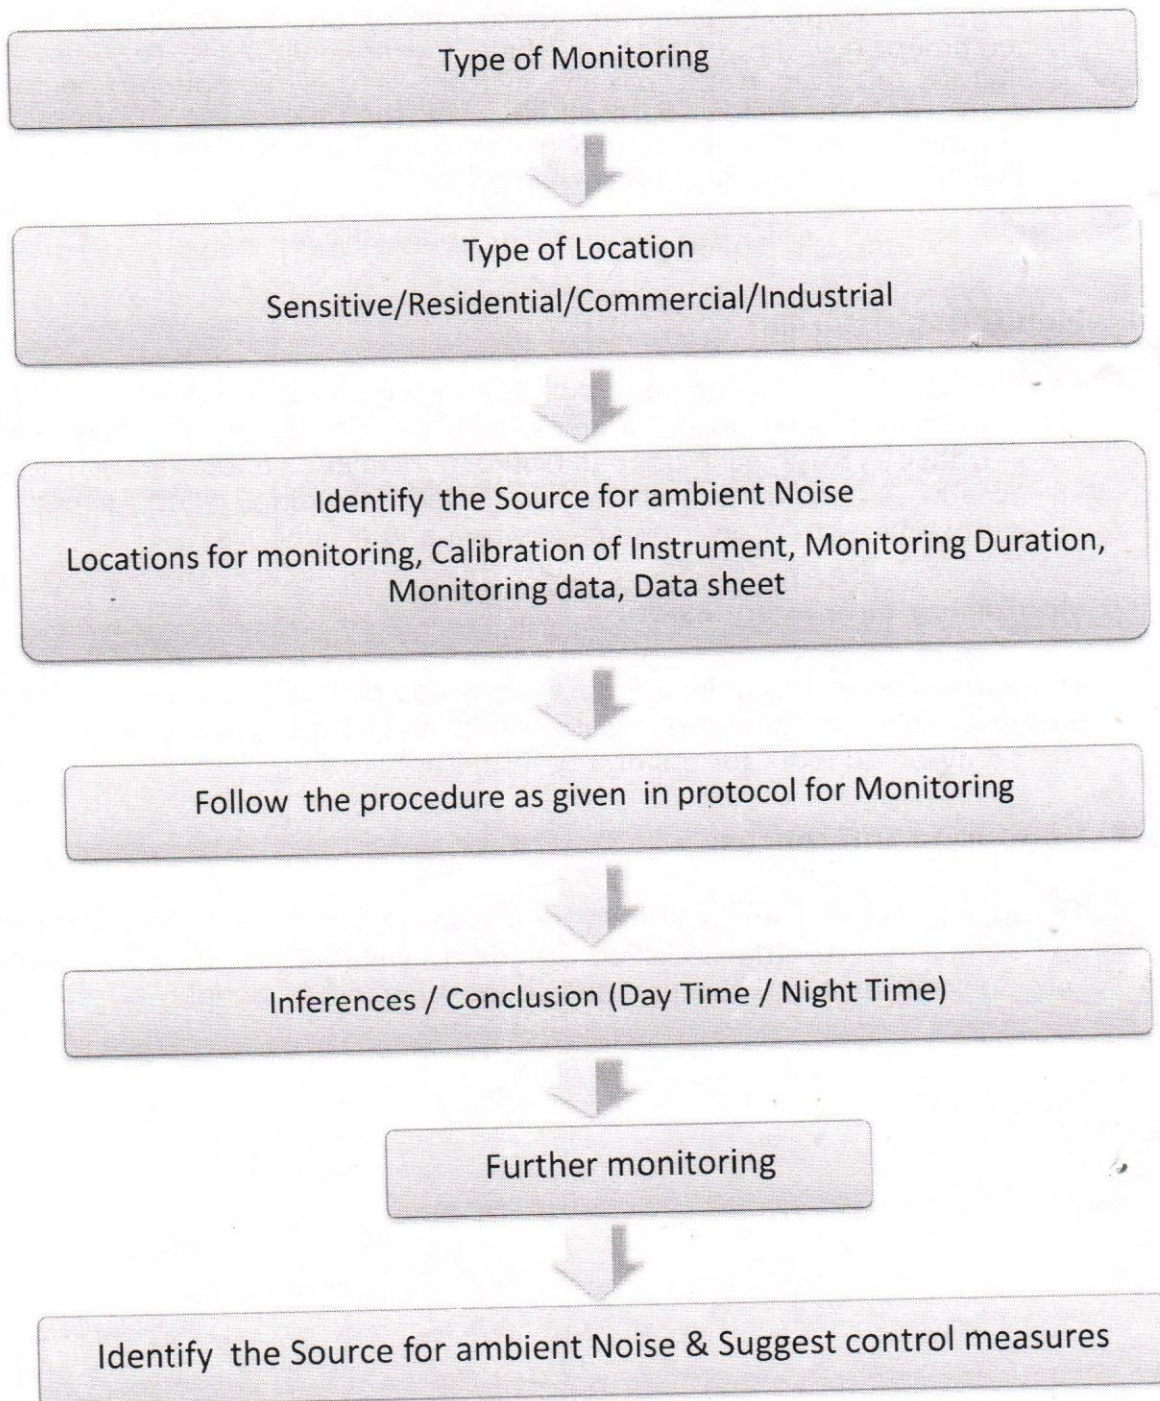 Type of Monitoring
Type of Location
Sensitive/Residential/Commercial/Industrial
Identify the Source for ambient Noise
Locations for monitoring, Calibration of Instrument, Monitoring Duration,
Monitoring data, Data sheet
Follow the procedure as given in protocol for Monitoring
Inferences / Conclusion (Day Time / Night Time)
Further monitoring
Identify the Source for ambient Noise & Suggest control measures